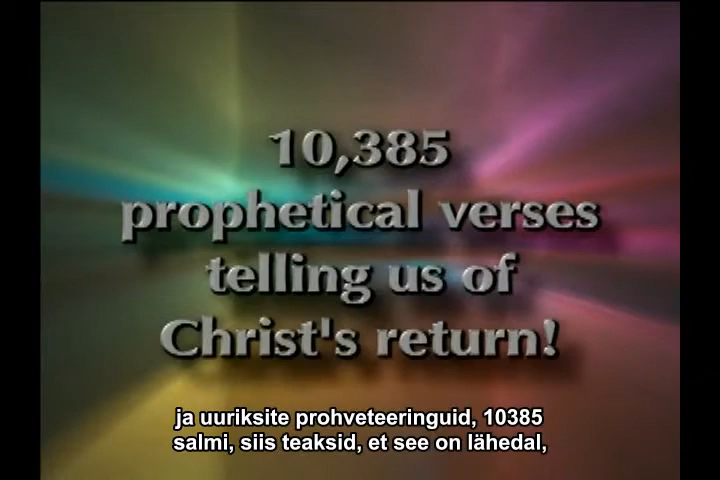 10,385
prophetical verses
telling us of
Christ's return!
ja uuriksite prohveteeringuid, 10385
salmi, siis teaksid, et see on lähedal,